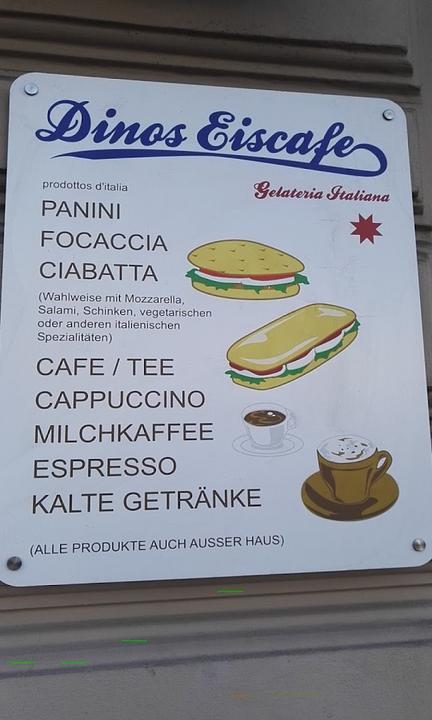 Dinos Eiscafe
prodottos d'italia
Gelateria Italiana
PANINI
FOCACCIA
CIABATTA
(Wahlweise mit Mozzarella,
Salami, Schinken, vegetarischen
oder anderen italienischen
Spezialitäten)
CAFE / TEE
CAPPUCCINO
MILCHKAFFEE
ESPRESSO
KALTE GETRÄNKE
(ALLE PRODUKTE AUCH AUSSER HAUS)